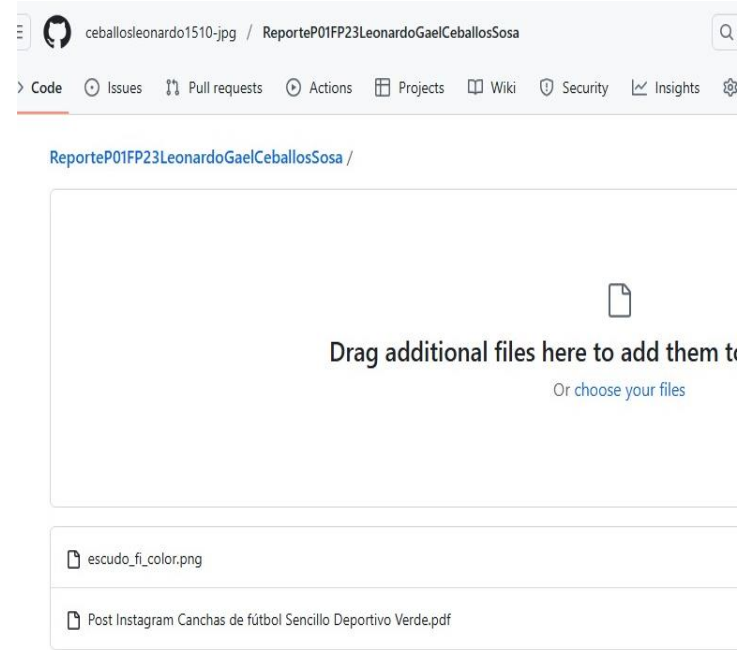 ceballosleonardo1510-jpg / ReporteP01FP23LeonardoGaelCeballosSosa
Code Issues Pull requests Actions Projects Wiki Security Insights
ReporteP01FP23LeonardoGaelCeballosSosa /
Drag additional files here to add them
Or choose your files
escudo_fi_color.png
Post Instagram Canchas de fútbol Sencillo Deportivo Verde.pdf